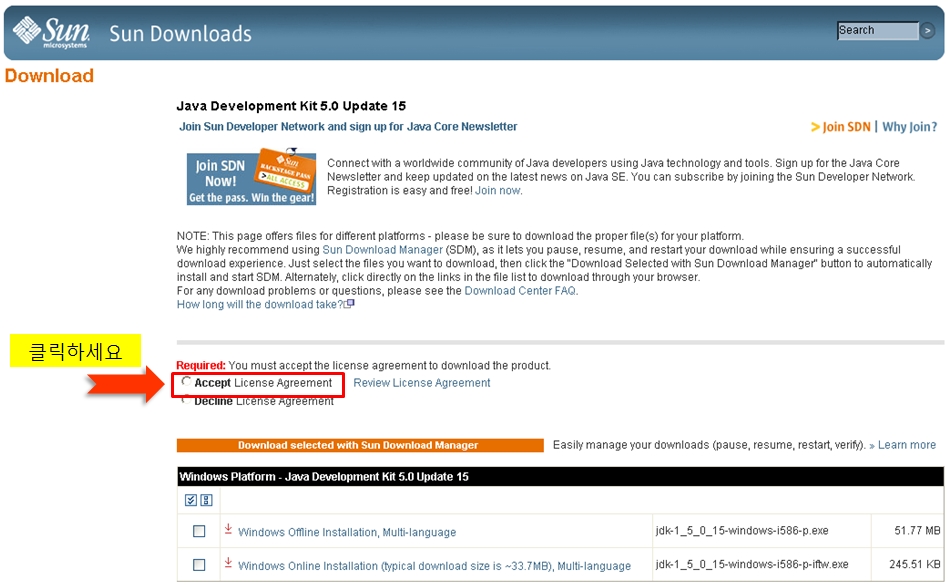 Sun microsystems Sun Downloads Search >
Download
Java Development Kit 5.0 Update 15
Join Sun Developer Network and sign up for Java Core Newsletter
> Join SDN | Why Join?
Join SDN Now!
Sun
BACKSTAGE PASS
>ALL ACCESS
Get the pass. Win the gear!
Connect with a worldwide community of Java developers using Java technology and tools. Sign up for the Java Core
Newsletter and keep updated on the latest news on Java SE. You can subscribe by joining the Sun Developer Network.
Registration is easy and free! Join now.
NOTE: This page offers files for different platforms - please be sure to download the proper file(s) for your platform.
We highly recommend using Sun Download Manager (SDM), as it lets you pause, resume, and restart your download while ensuring a successful
download experience. Just select the files you want to download, then click the "Download Selected with Sun Download Manager" button to automatically
install and start SDM. Alternately, click directly on the links in the file list to download through your browser.
For any download problems or questions, please see the Download Center FAQ.
How long will the download take?
클릭하세요
Required: You must accept the license agreement to download the product.
Accept License Agreement Review License Agreement
Decline License Agreement
Download selected with Sun Download Manager Easily manage your downloads (pause, resume, restart, verify). » Learn more
Windows Platform - Java Development Kit 5.0 Update 15
Windows Offline Installation, Multi-language jdk-1_5_0_15-windows-i586-p.exe 51.77 MB
Windows Online Installation (typical download size is ~33.7MB), Multi-language jdk-1_5_0_15-windows-i586-p-iftw.exe 245.51 KB